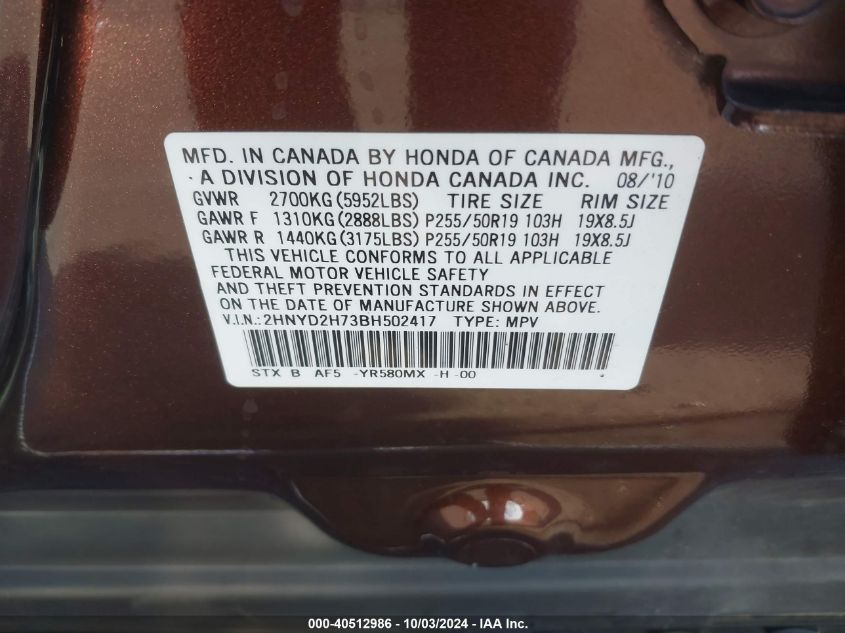 MFD. IN CANADA BY HONDA OF CANADA MFG.,
A DIVISION OF HONDA CANADA INC. 08/'10
GVWR 2700KG(5952LBS) TIRE SIZE RIM SIZE
GAWR F 1310KG(2888LBS) P255/50R19 103H 19X8.5J
GAWR R 1440KG(3175LBS) P255/50R19 103H 19X8.5J
THIS VEHICLE CONFORMS TO ALL APPLICABLE
FEDERAL MOTOR VEHICLE SAFETY
AND THEFT PREVENTION STANDARDS IN EFFECT
ON THE DATE OF MANUFACTURE SHOWN ABOVE.
V.I.N.:2HNYD2H73BH502417 TYPE: MPV
STX B AF5 -YR580MX -H -00
000-40512986 - 10/03/2024 - IAA Inc.